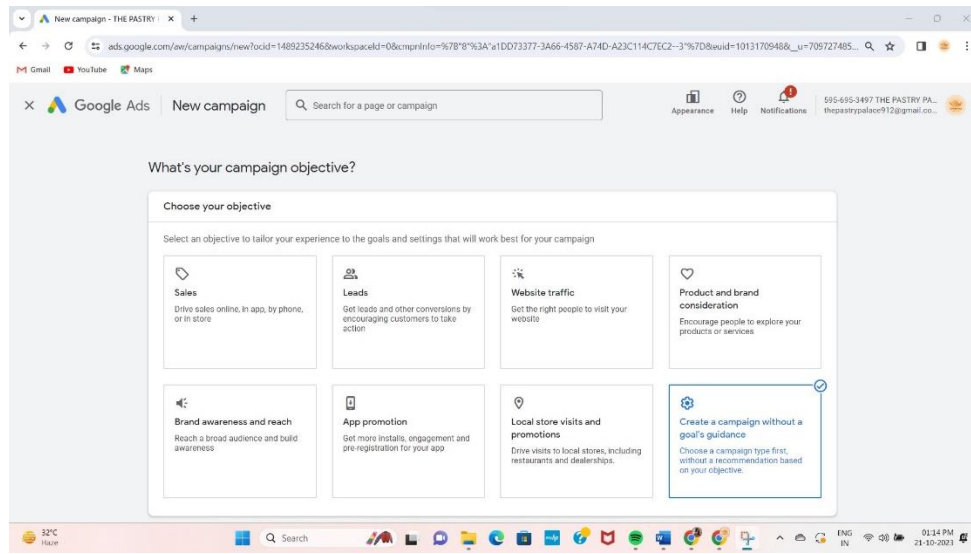 New campaign - THE PASTRY
ads.google.com/aw/campaigns/new?ocid=1489235246&workspaceId=0&cmpnInfo=%7B"8"%3A"a1DD73377-3A66-4587-A74D-A23C114C7EC2--3"%7D&euid=1013170948&__u=709727485...
Gmail YouTube Maps
Google Ads New campaign Search for a page or campaign
Appearance Help Notifications
595-695-3497 THE PASTRY PA...
thepastrypalace912@gmail.co...
What's your campaign objective?
Choose your objective
Select an objective to tailor your experience to the goals and settings that will work best for your campaign
Sales
Drive sales online, in app, by phone,
or in store
Leads
Get leads and other conversions by
encouraging customers to take
action
Website traffic
Get the right people to visit your
website
Product and brand
consideration
Encourage people to explore your
products or services
Brand awareness and reach
Reach a broad audience and build
awareness
App promotion
Get more installs, engagement and
pre-registration for your app
Local store visits and
promotions
Drive visits to local stores, including
restaurants and dealerships.
Create a campaign without a
goal's guidance
Choose a campaign type first,
without a recommendation based
on your objective.
32°C
Haze
Search
ENG
IN
01:14 PM
21-10-2023